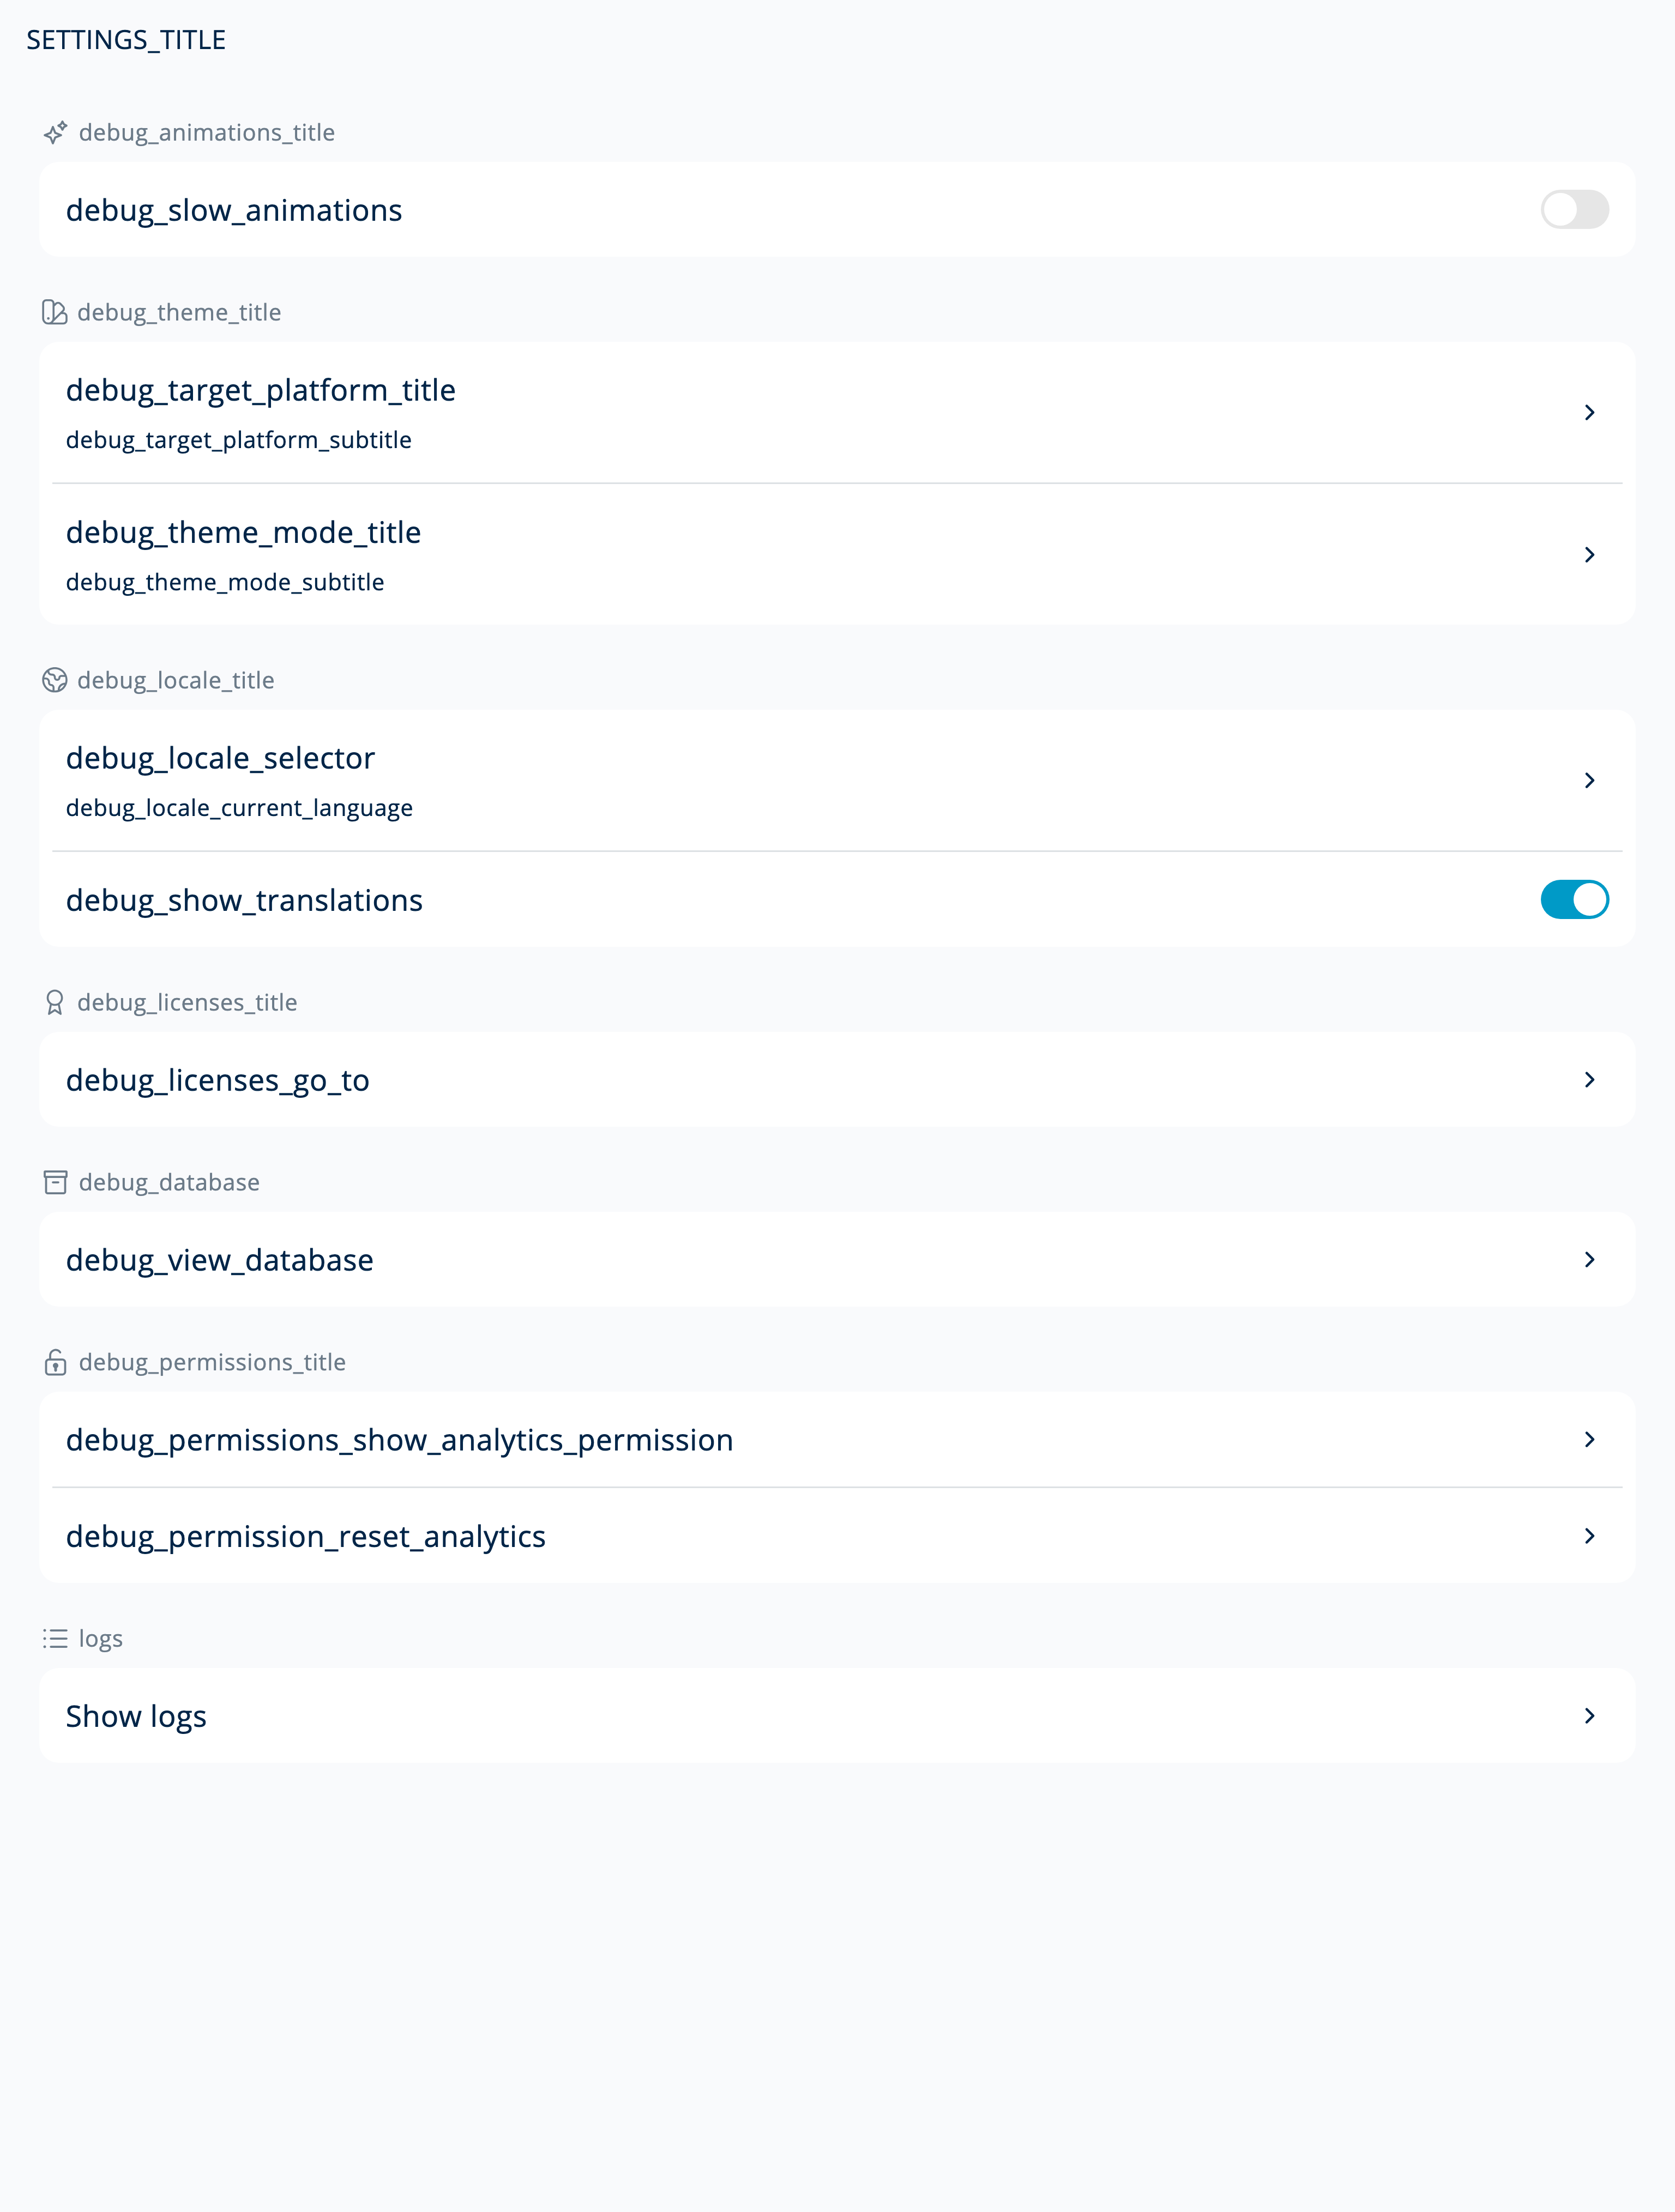 SETTINGS_TITLE
debug_animations_title
debug_slow_animations
debug_theme_title
debug_target_platform_title
debug_target_platform_subtitle
debug_theme_mode_title
debug_theme_mode_subtitle
debug_locale_title
debug_locale_selector
debug_locale_current_language
debug_show_translations
debug_licenses_title
debug_licenses_go_to
debug_database
debug_view_database
debug_permissions_title
debug_permissions_show_analytics_permission
debug_permission_reset_analytics
logs
Show logs